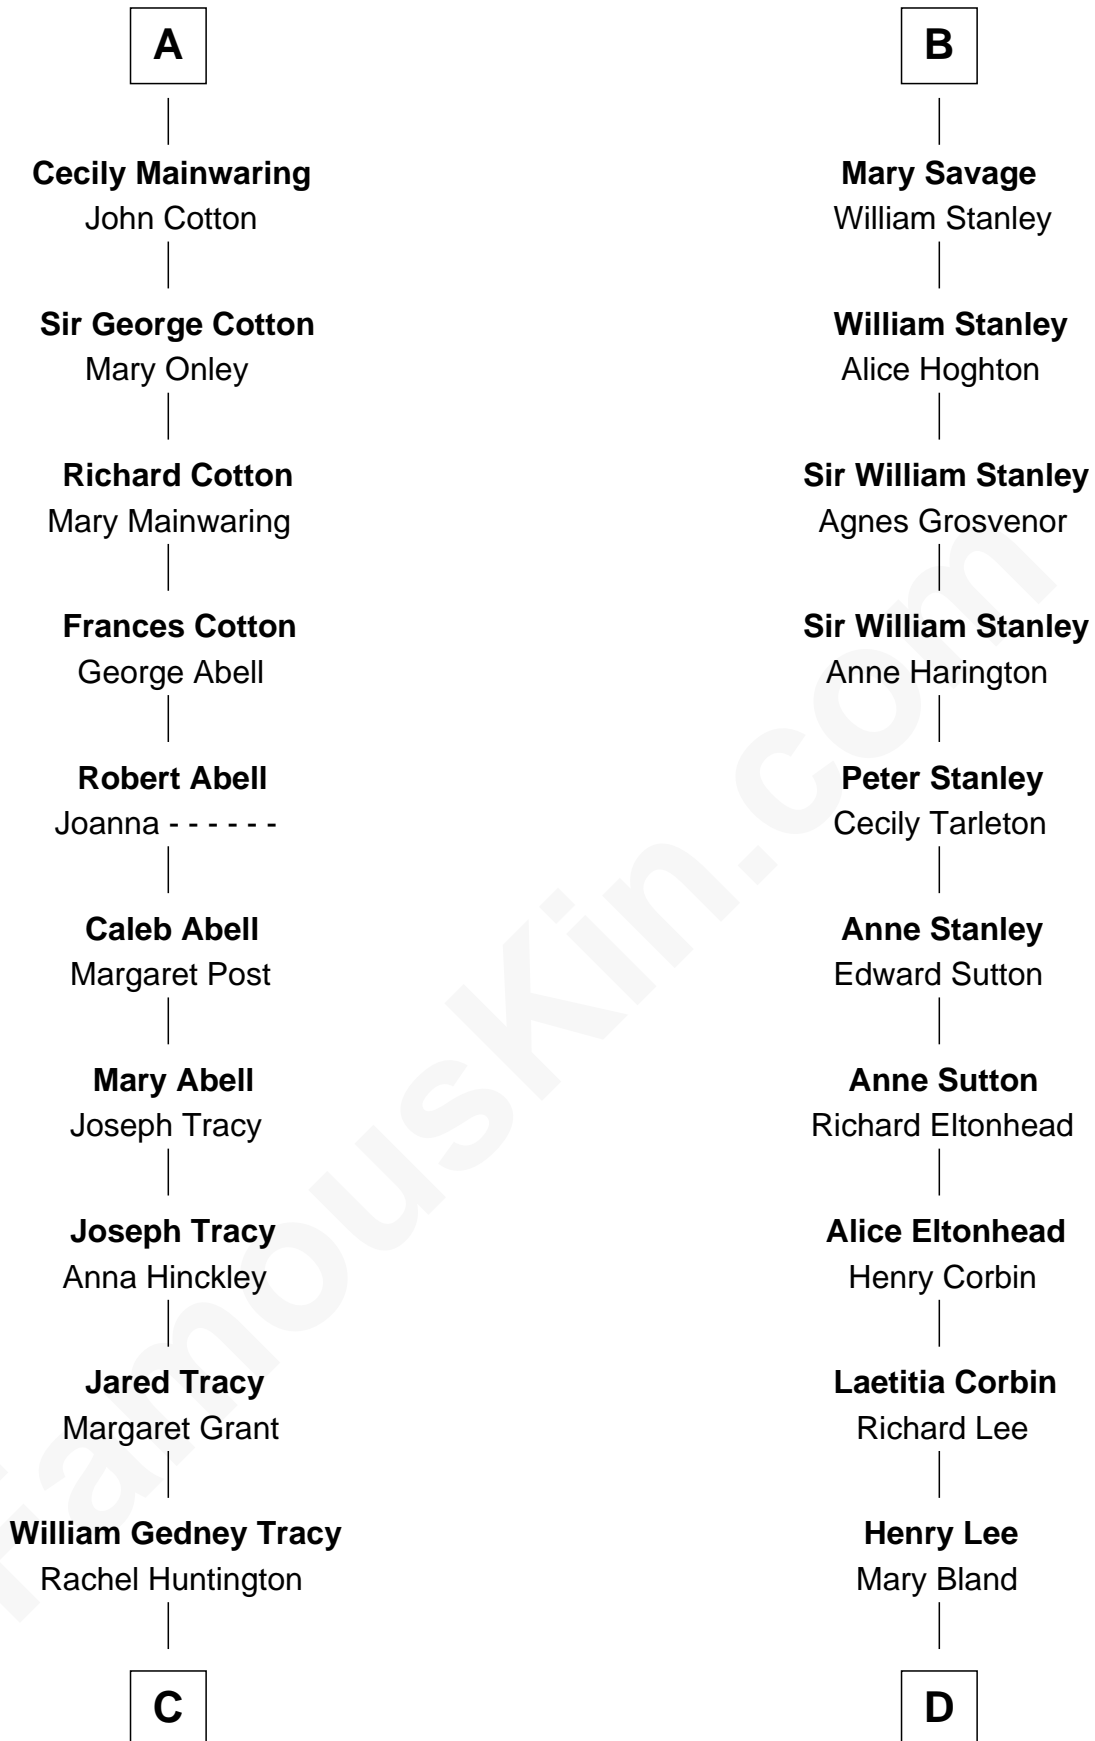 A
Cecily Mainwaring
John Cotton
Sir George Cotton
Mary Onley
Richard Cotton
Mary Mainwaring
Frances Cotton
George Abell
Robert Abell
Joanna - - - - - -
Caleb Abell
Margaret Post
Mary Abell
Joseph Tracy
Joseph Tracy
Anna Hinckley
Jared Tracy
Margaret Grant
William Gedney Tracy
Rachel Huntington
C
B
Mary Savage
William Stanley
William Stanley
Alice Hoghton
Sir William Stanley
Agnes Grosvenor
Sir William Stanley
Anne Harington
Peter Stanley
Cecily Tarleton
Anne Stanley
Edward Sutton
Anne Sutton
Richard Eltonhead
Alice Eltonhead
Henry Corbin
Laetitia Corbin
Richard Lee
Henry Lee
Mary Bland
D
FamousKin.com